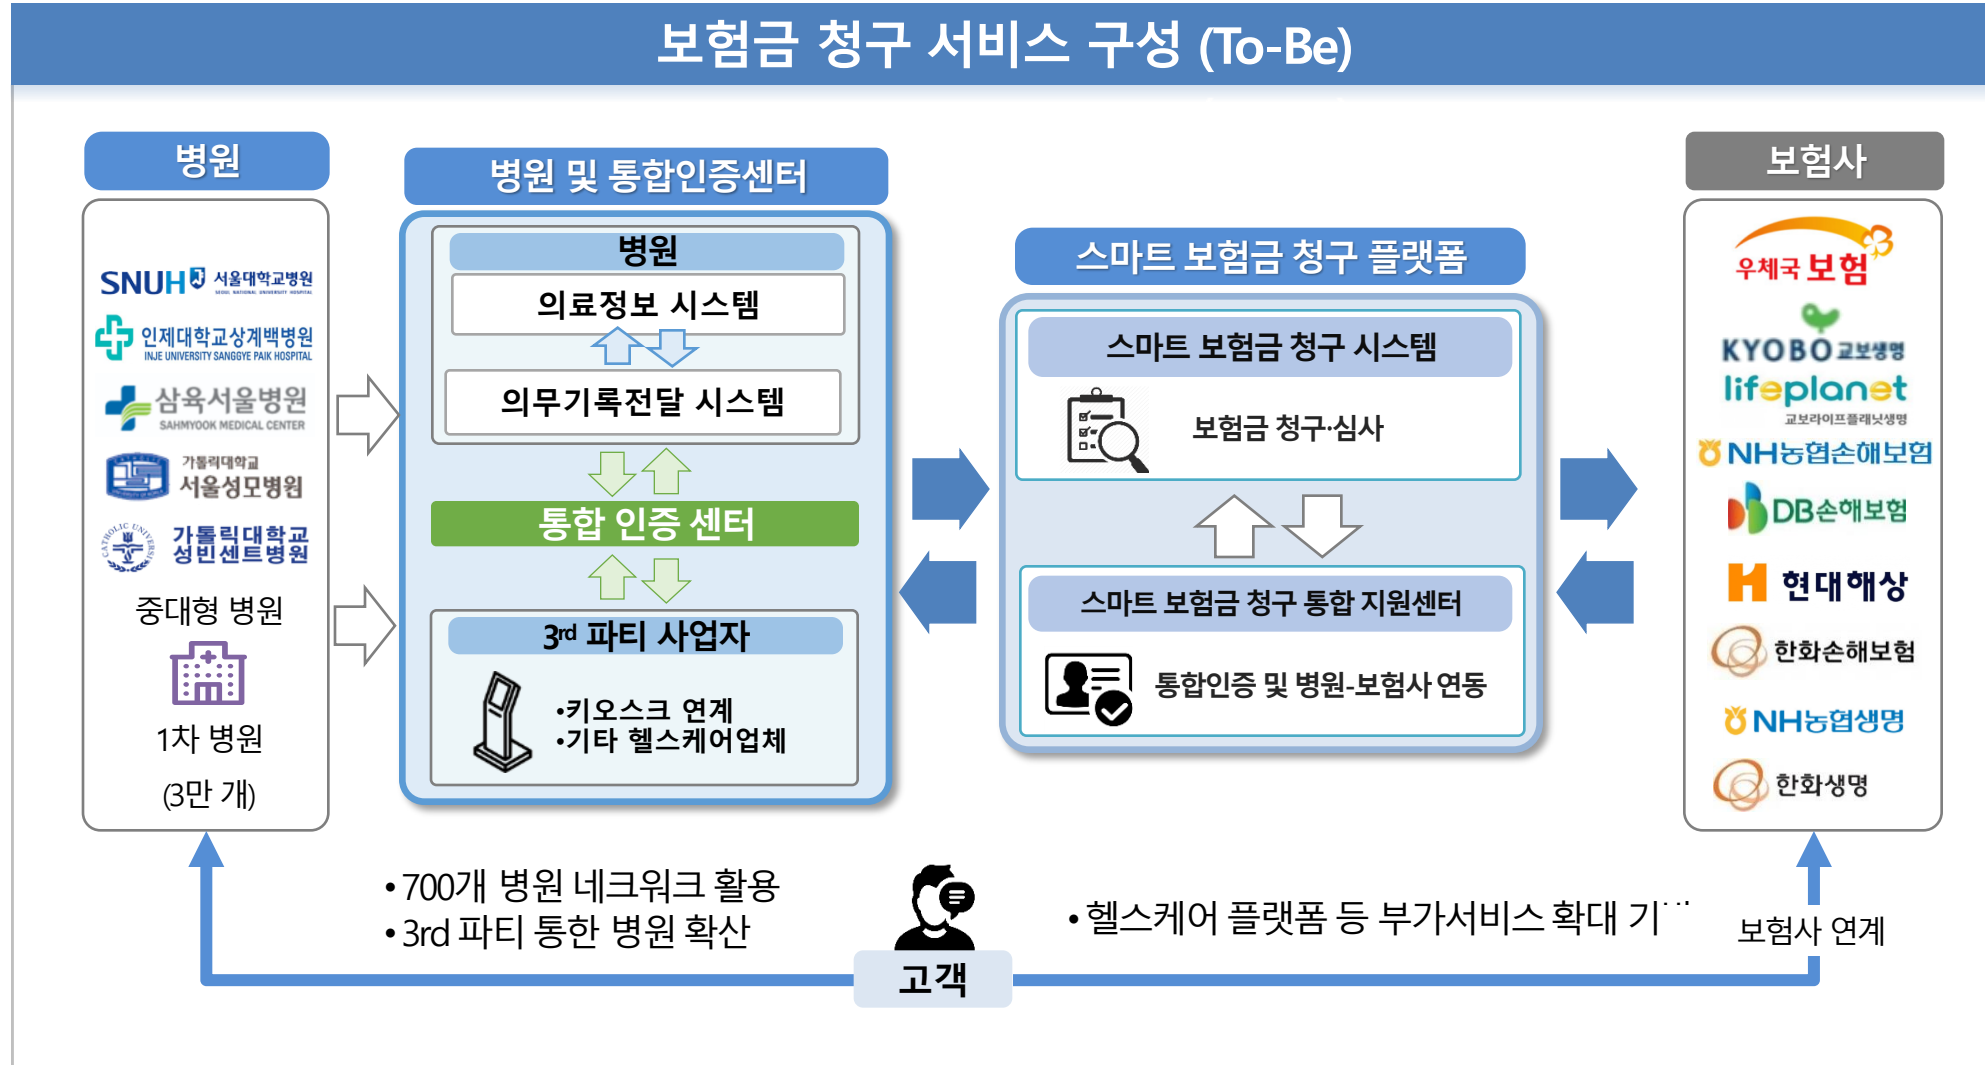 보험금 청구 서비스 구성 (To-Be)
병원
SNUH 서울대학교병원
SEOUL NATIONAL UNIVERSITY HOSPITAL
인제대학교상계백병원
INJE UNIVERSITY SANGGYE PAIK HOSPITAL
삼육서울병원
SAHMYOOK MEDICAL CENTER
가톨릭대학교
서울성모병원
가톨릭대학교
성빈센트병원
중대형 병원
1차 병원
(3만 개)
병원 및 통합인증센터
병원
의료정보 시스템
의무기록전달 시스템
통합 인증 센터
3rd 파티 사업자
•키오스크 연계
•기타 헬스케어업체
스마트 보험금 청구 플랫폼
스마트 보험금 청구 시스템
보험금 청구·심사
스마트 보험금 청구 통합 지원센터
통합인증 및 병원-보험사 연동
보험사
우체국 보험
KYOBO 교보생명
lifeplanet
교보라이프플래닛생명
NH농협손해보험
DB손해보험
현대해상
한화손해보험
NH농협생명
한화생명
• 700개 병원 네크워크 활용
• 3rd 파티 통한 병원 확산
고객
• 헬스케어 플랫폼 등 부가서비스 확대
보험사 연계